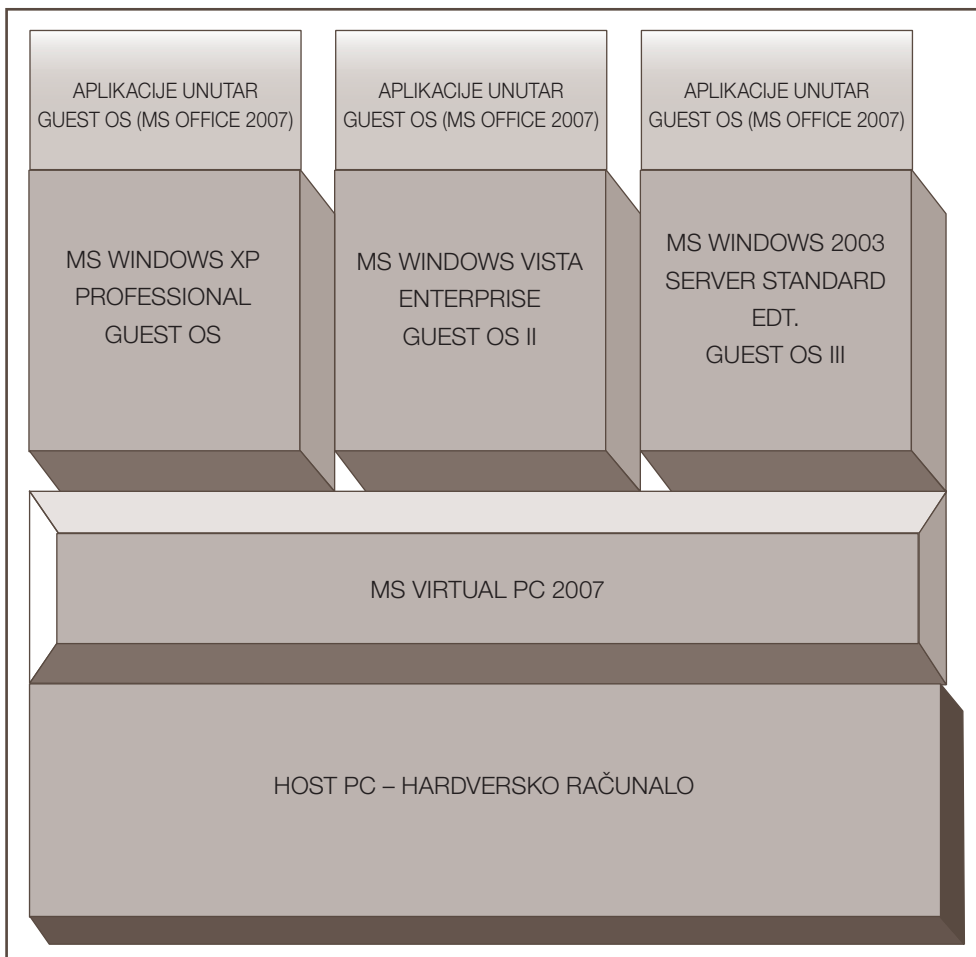 APLIKACIJE UNUTAR
GUEST OS (MS OFFICE 2007)
APLIKACIJE UNUTAR
GUEST OS (MS OFFICE 2007)
APLIKACIJE UNUTAR
GUEST OS (MS OFFICE 2007)
MS WINDOWS XP
PROFESSIONAL
GUEST OS
MS WINDOWS VISTA
ENTERPRISE
GUEST OS II
MS WINDOWS 2003
SERVER STANDARD
EDT.
GUEST OS III
MS VIRTUAL PC 2007
HOST PC – HARDVERSKO RAČUNALO